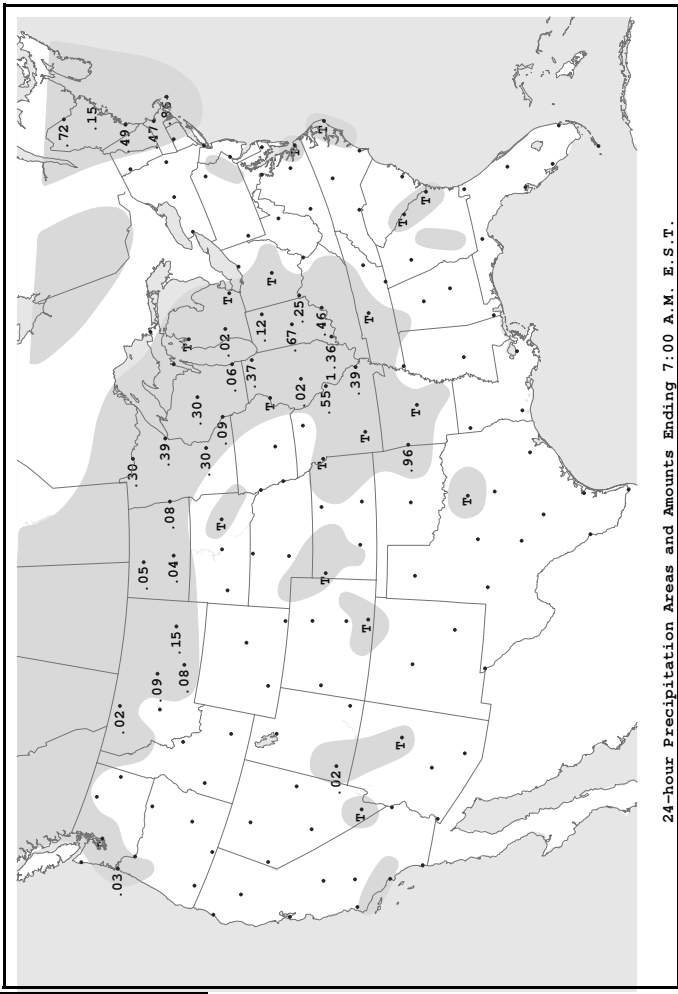 .72
.15
.03
.02
.49
.30
.05
.47
.09
.39
.86
.08
.04
.15
.08
T
.30
.30
T
.09
.02
T
.06
.37
.12
T
T
.67
T
.25
.02
T
.46
T
T
.55
1.36
.02
.39
T
T
T
T
T
T
.96
T
T
T
24-hour Precipitation Areas and Amounts Ending 7:00 A.M. E.S.T.